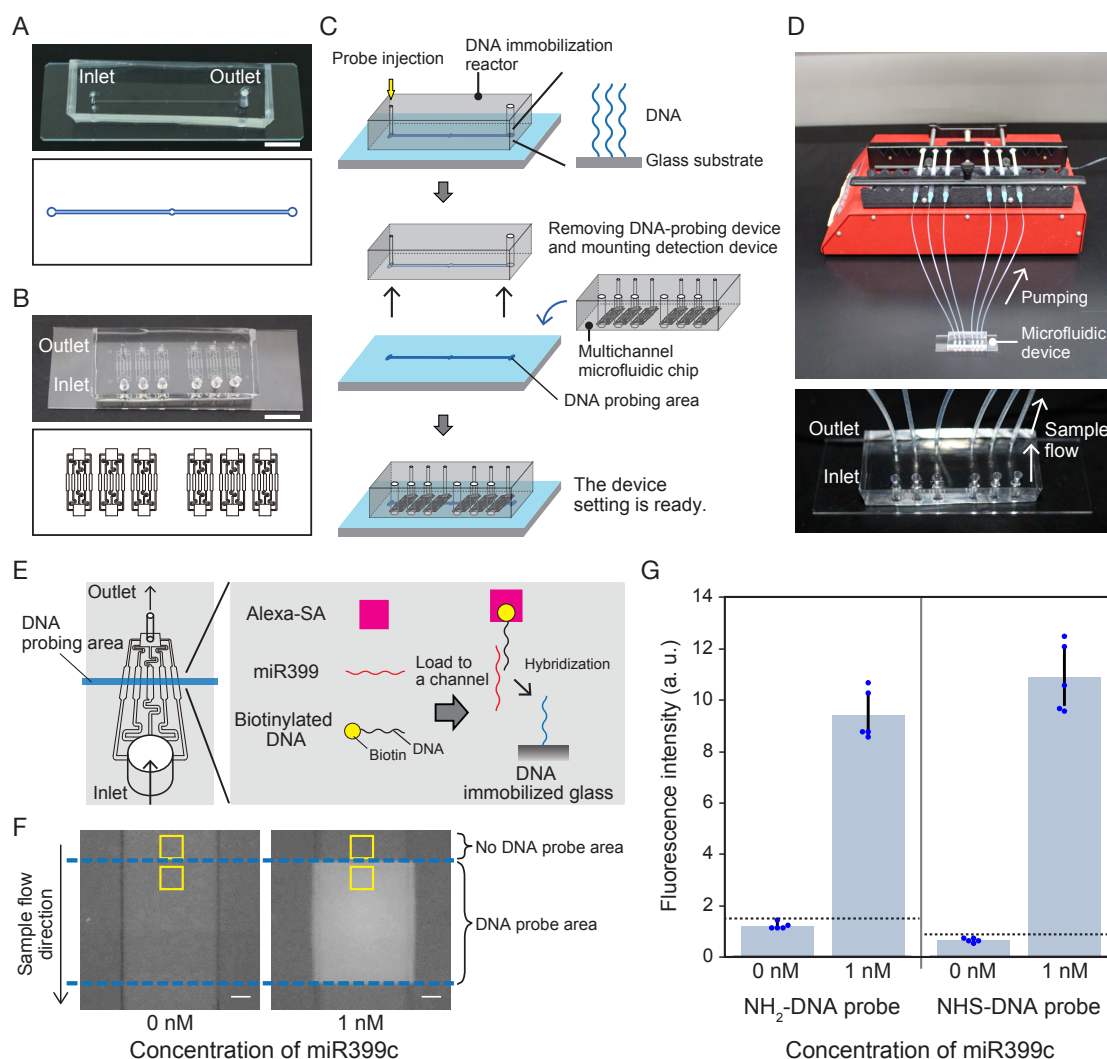 A
Inlet
Outlet
B
Outlet
Inlet
C
Probe injection
DNA immobilization
reactor
DNA
Glass substrate
Removing DNA-probing device
and mounting detection device
Multichannel
microfluidic chip
DNA probing area
The device
setting is ready.
D
Pumping
Microfluidic
device
Outlet
Inlet
Sample
flow
E
Outlet
DNA
probing area
Inlet
Alexa-SA
miR399
Biotinylated
DNA
Biotin
DNA
Load to
a channel
Hybridization
DNA
immobilized glass
F
Sample flow
direction
No DNA probe area
DNA probe area
0 nM
1 nM
Concentration of miR399c
G
Fluorescence intensity (a. u.)
14
12
10
8
6
4
2
0
0 nM
1 nM
0 nM
1 nM
NH2-DNA probe
NHS-DNA probe
Concentration of miR399c